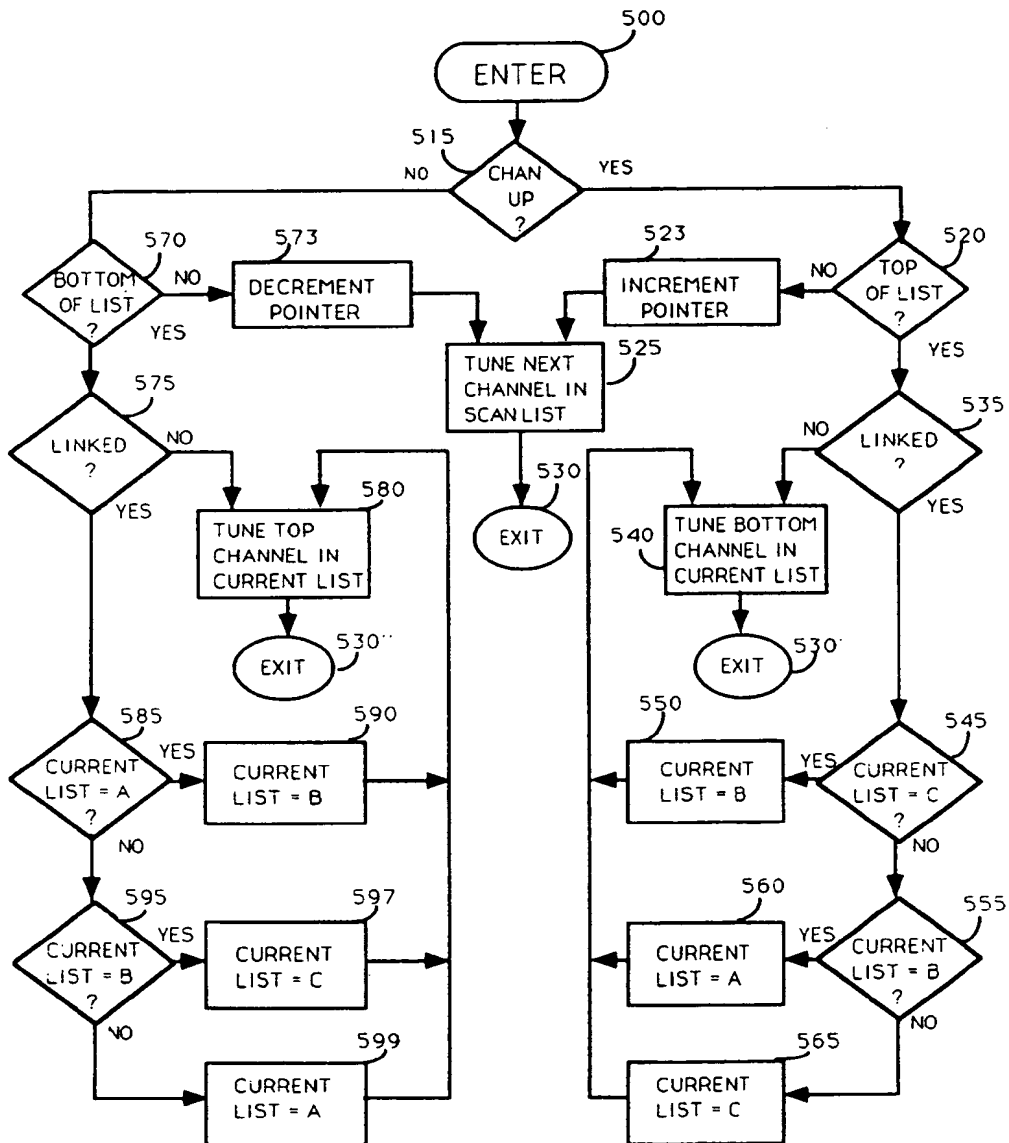 500
ENTER
515
NO
CHAN
UP
?
YES
570
BOTTOM
OF LIST
?
NO
YES
573
DECREMENT
POINTER
523
INCREMENT
POINTER
520
TOP
OF LIST
?
NO
YES
TUNE NEXT
CHANNEL IN
SCAN LIST
525
530
EXIT
575
LINKED
?
NO
YES
535
LINKED
?
NO
YES
580
TUNE TOP
CHANNEL IN
CURRENT LIST
EXIT
530''
540
TUNE BOTTOM
CHANNEL IN
CURRENT LIST
EXIT
530'
585
CURRENT
LIST = A
?
YES
NO
590
CURRENT
LIST = B
550
CURRENT
LIST = B
545
CURRENT
LIST = C
?
YES
NO
595
CURRENT
LIST = B
?
YES
NO
597
CURRENT
LIST = C
560
CURRENT
LIST = A
555
CURRENT
LIST = B
?
YES
NO
599
CURRENT
LIST = A
565
CURRENT
LIST = C